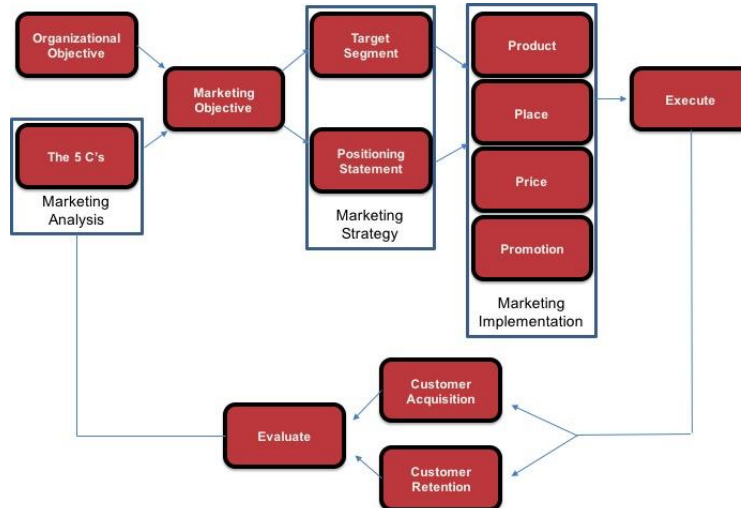 Organizational
Objective
Marketing
Objective
The 5 C's
Marketing
Analysis
Target
Segment
Positioning
Statement
Marketing
Strategy
Product
Place
Price
Promotion
Marketing
Implementation
Execute
Customer
Acquisition
Customer
Retention
Evaluate